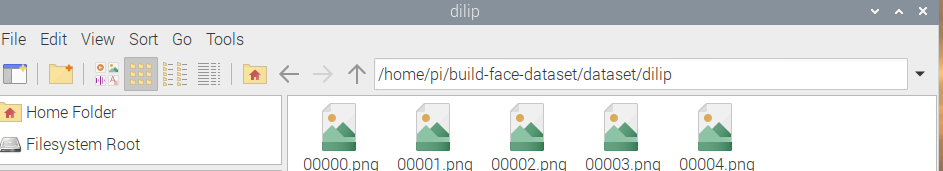 dilip
File Edit View Sort Go Tools
/home/pi/build-face-dataset/dataset/dilip
Home Folder
Filesystem Root
00000.png 00001.png 00002.png 00003.png 00004.png